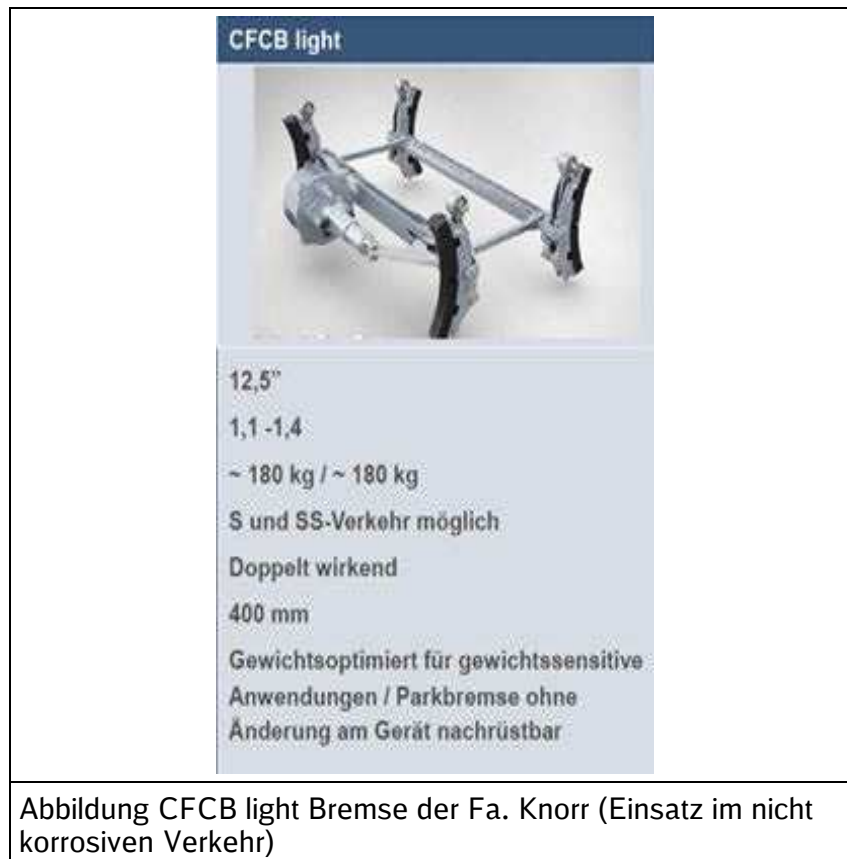 CFCB light
12,5”
1,1 -1,4
~ 180 kg / ~ 180 kg
S und SS-Verkehr möglich
Doppelt wirkend
400 mm
Gewichtsoptimiert für gewichtssensitive
Anwendungen / Parkbremse ohne
Änderung am Gerät nachrüstbar
Abbildung CFCB light Bremse der Fa. Knorr (Einsatz im nicht
korrosiven Verkehr)